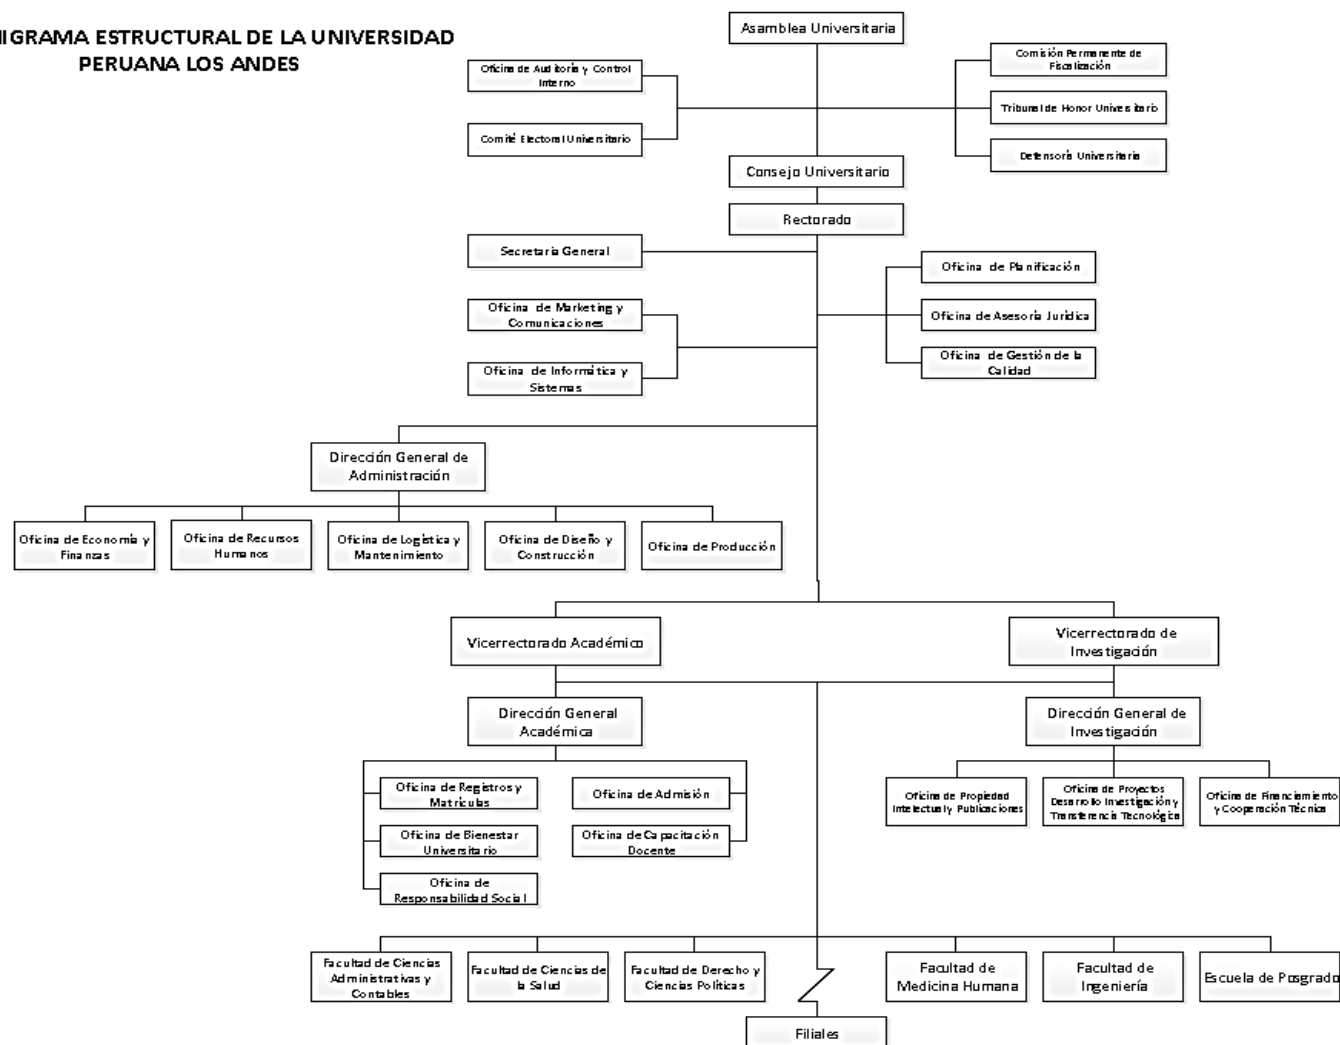 IGRAMA ESTRUCTURAL DE LA UNIVERSIDAD
PERUANA LOS ANDES
Asamblea Universitaria
Oficina de Auditoría y Control
Interno
Comité Electoral Universitario
Comisión Permanente de
Fiscalización
Tribunal de Honor Universitario
Defensoría Universitaria
Consejo Universitario
Rectorado
Secretaría General
Oficina de Marketing y
Comunicaciones
Oficina de Informática y
Sistemas
Oficina de Planificación
Oficina de Asesoría Jurídica
Oficina de Gestión de la
Calidad
Dirección General de
Administración
Oficina de Economía y
Finanzas
Oficina de Recursos
Humanos
Oficina de Logística y
Mantenimiento
Oficina de Diseño y
Construcción
Oficina de Producción
Vicerrectorado Académico
Vicerrectorado de
Investigación
Dirección General
Académica
Dirección General de
Investigación
Oficina de Registros y
Matrículas
Oficina de Bienestar
Universitario
Oficina de
Responsabilidad Social
Oficina de Admisión
Oficina de Capacitación
Docente
Oficina de Propiedad
Intelectual y Publicaciones
Oficina de Proyectos
Desarrollo Investigación y
Transferencia Tecnológica
Oficina de Financiamiento
y Cooperación Técnica
Facultad de Ciencias
Administrativas y
Contables
Facultad de Ciencias de
la Salud
Facultad de Derecho y
Ciencias Políticas
Facultad de
Medicina Humana
Facultad de
Ingeniería
Escuela de Posgrado
Filiales